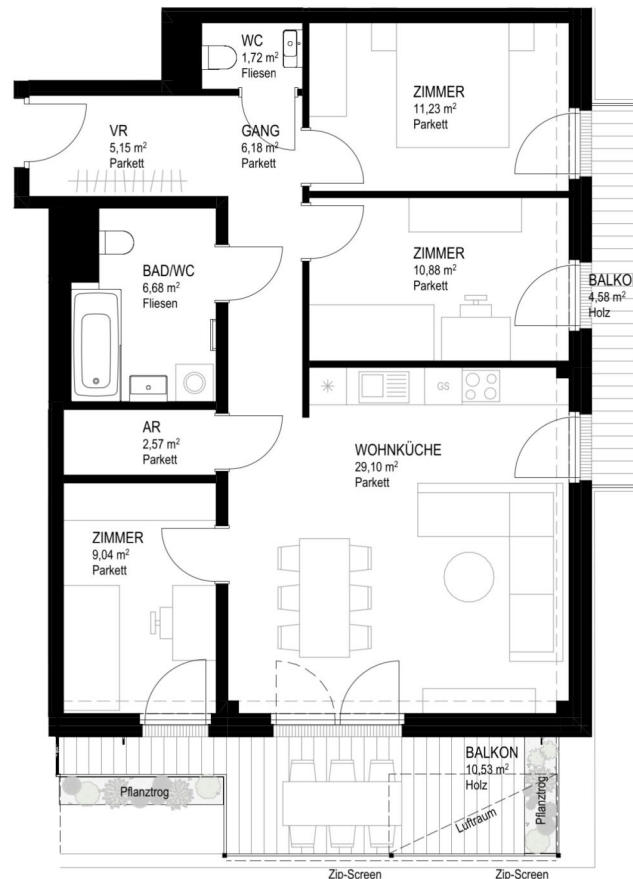 WC
1,72 m²
Fliesen
ZIMMER
11,23 m²
Parkett
VR
5,15 m²
Parkett
GANG
6,18 m²
Parkett
BAD/WC
6,68 m²
Fliesen
ZIMMER
10,88 m²
Parkett
BALKON
4,58 m²
Holz
GS
AR
2,57 m²
Parkett
WOHNKÜCHE
29,10 m²
Parkett
ZIMMER
9,04 m²
Parkett
BALKON
10,53 m²
Holz
Pflanztrog
Luftraum
Pflanztrog
Zip-Screen
Zip-Screen